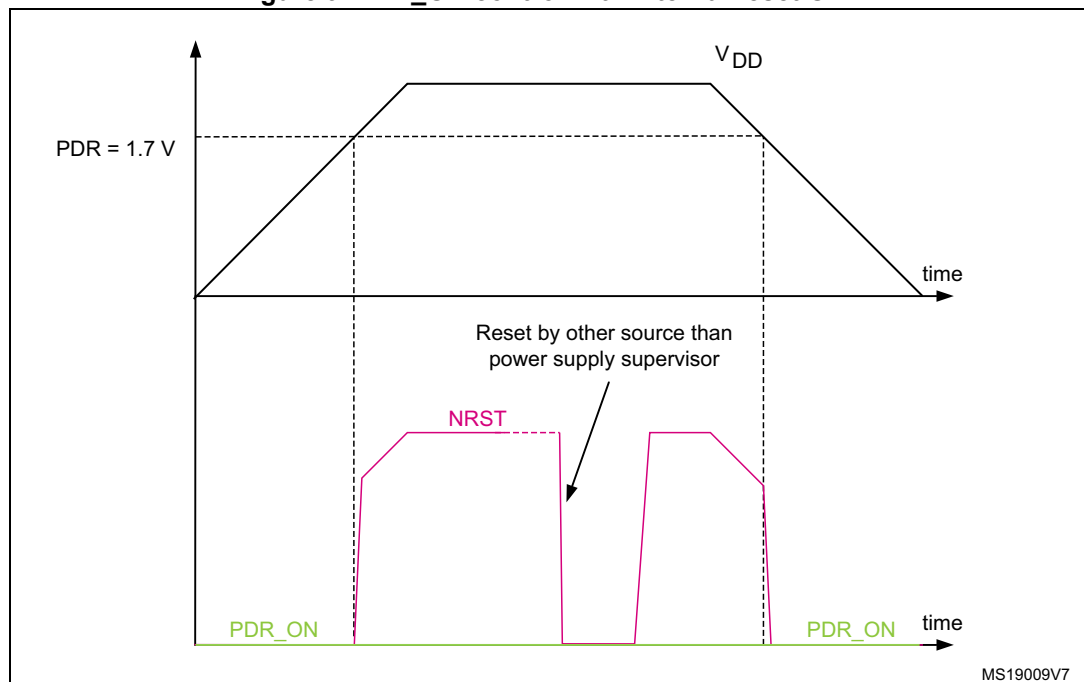 V DD
PDR = 1.7 V
time
Reset by other source than
power supply supervisor
NRST
PDR_ON
PDR_ON
time
MS19009V7